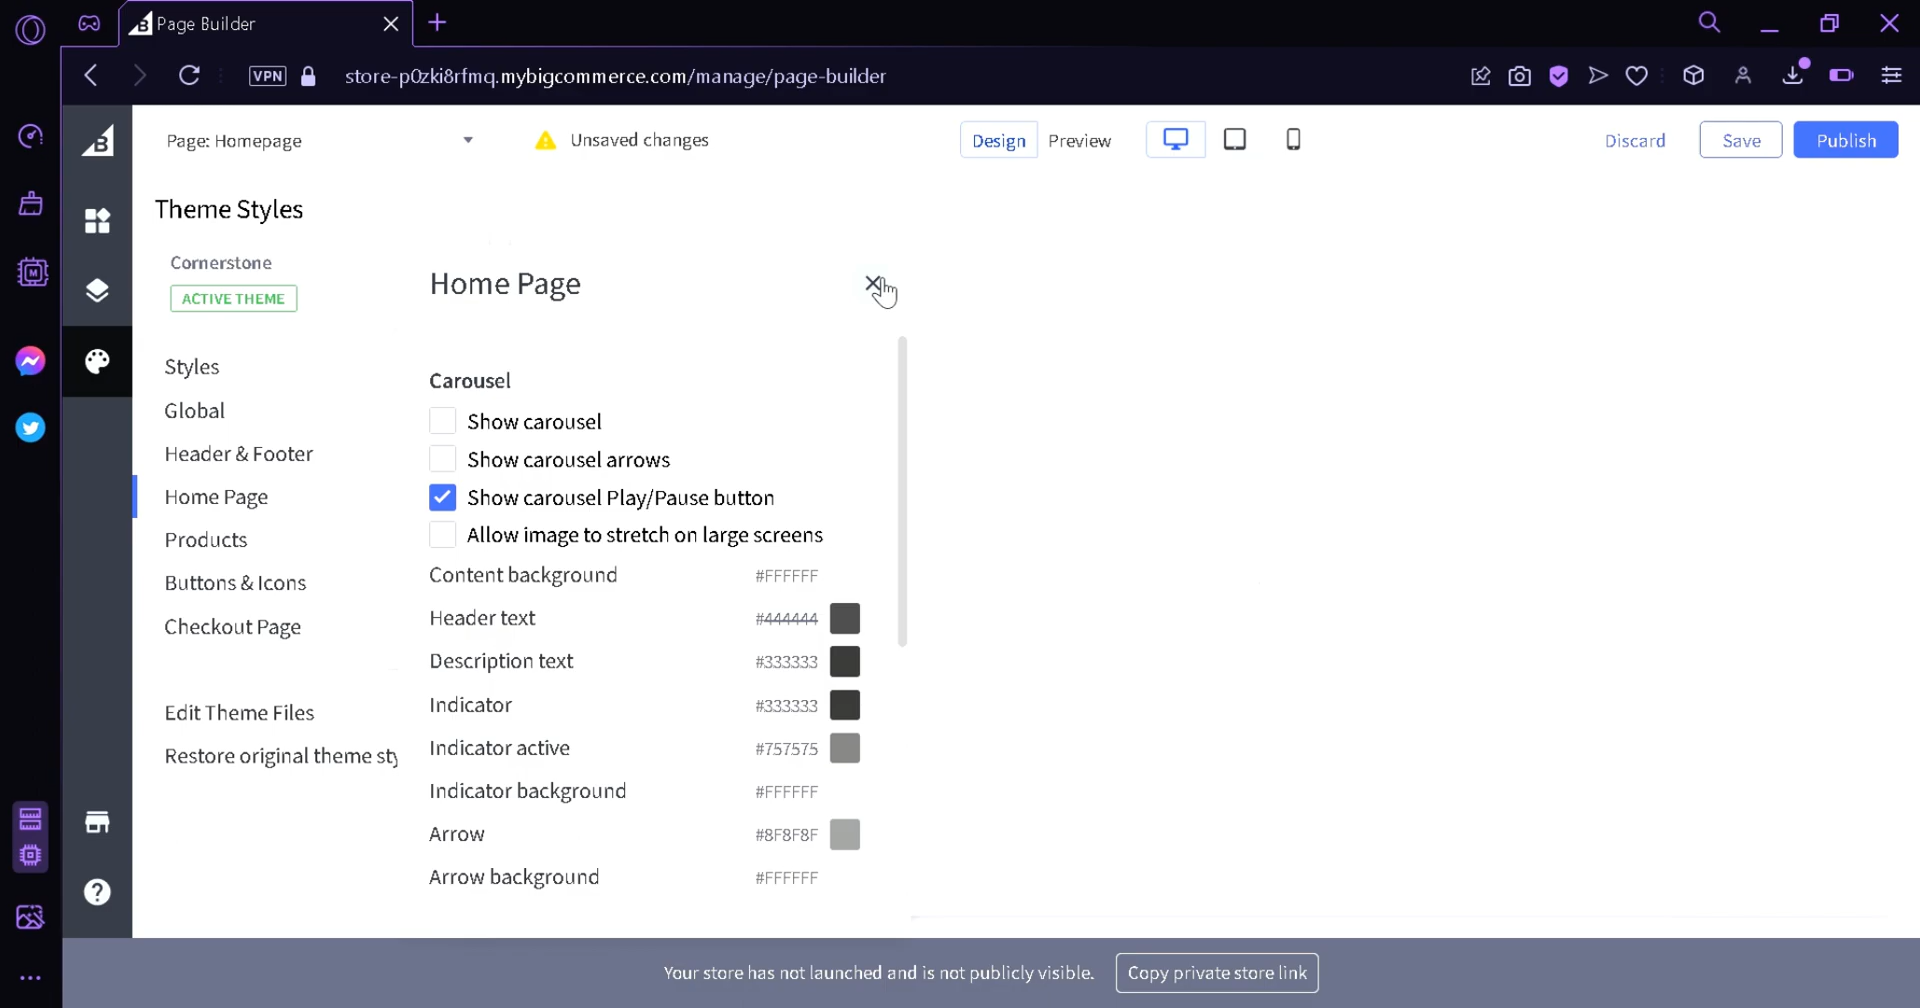 Page Builder
VPN
store-p0zki8rfmq.mybigcommerce.com/manage/page-builder
Page: Homepage
Unsaved changes
Design
Preview
Discard
Save
Publish
Theme Styles
Cornerstone
ACTIVE THEME
Styles
Global
Header & Footer
Home Page
Products
Buttons & Icons
Checkout Page
Edit Theme Files
Restore original theme sty
Home Page
Carousel
Show carousel
Show carousel arrows
Show carousel Play/Pause button
Allow image to stretch on large screens
Content background #FFFFFF
Header text #444444
Description text #333333
Indicator #333333
Indicator active #757575
Indicator background #FFFFFF
Arrow #8F8F8F
Arrow background #FFFFFF
Your store has not launched and is not publicly visible.
Copy private store link